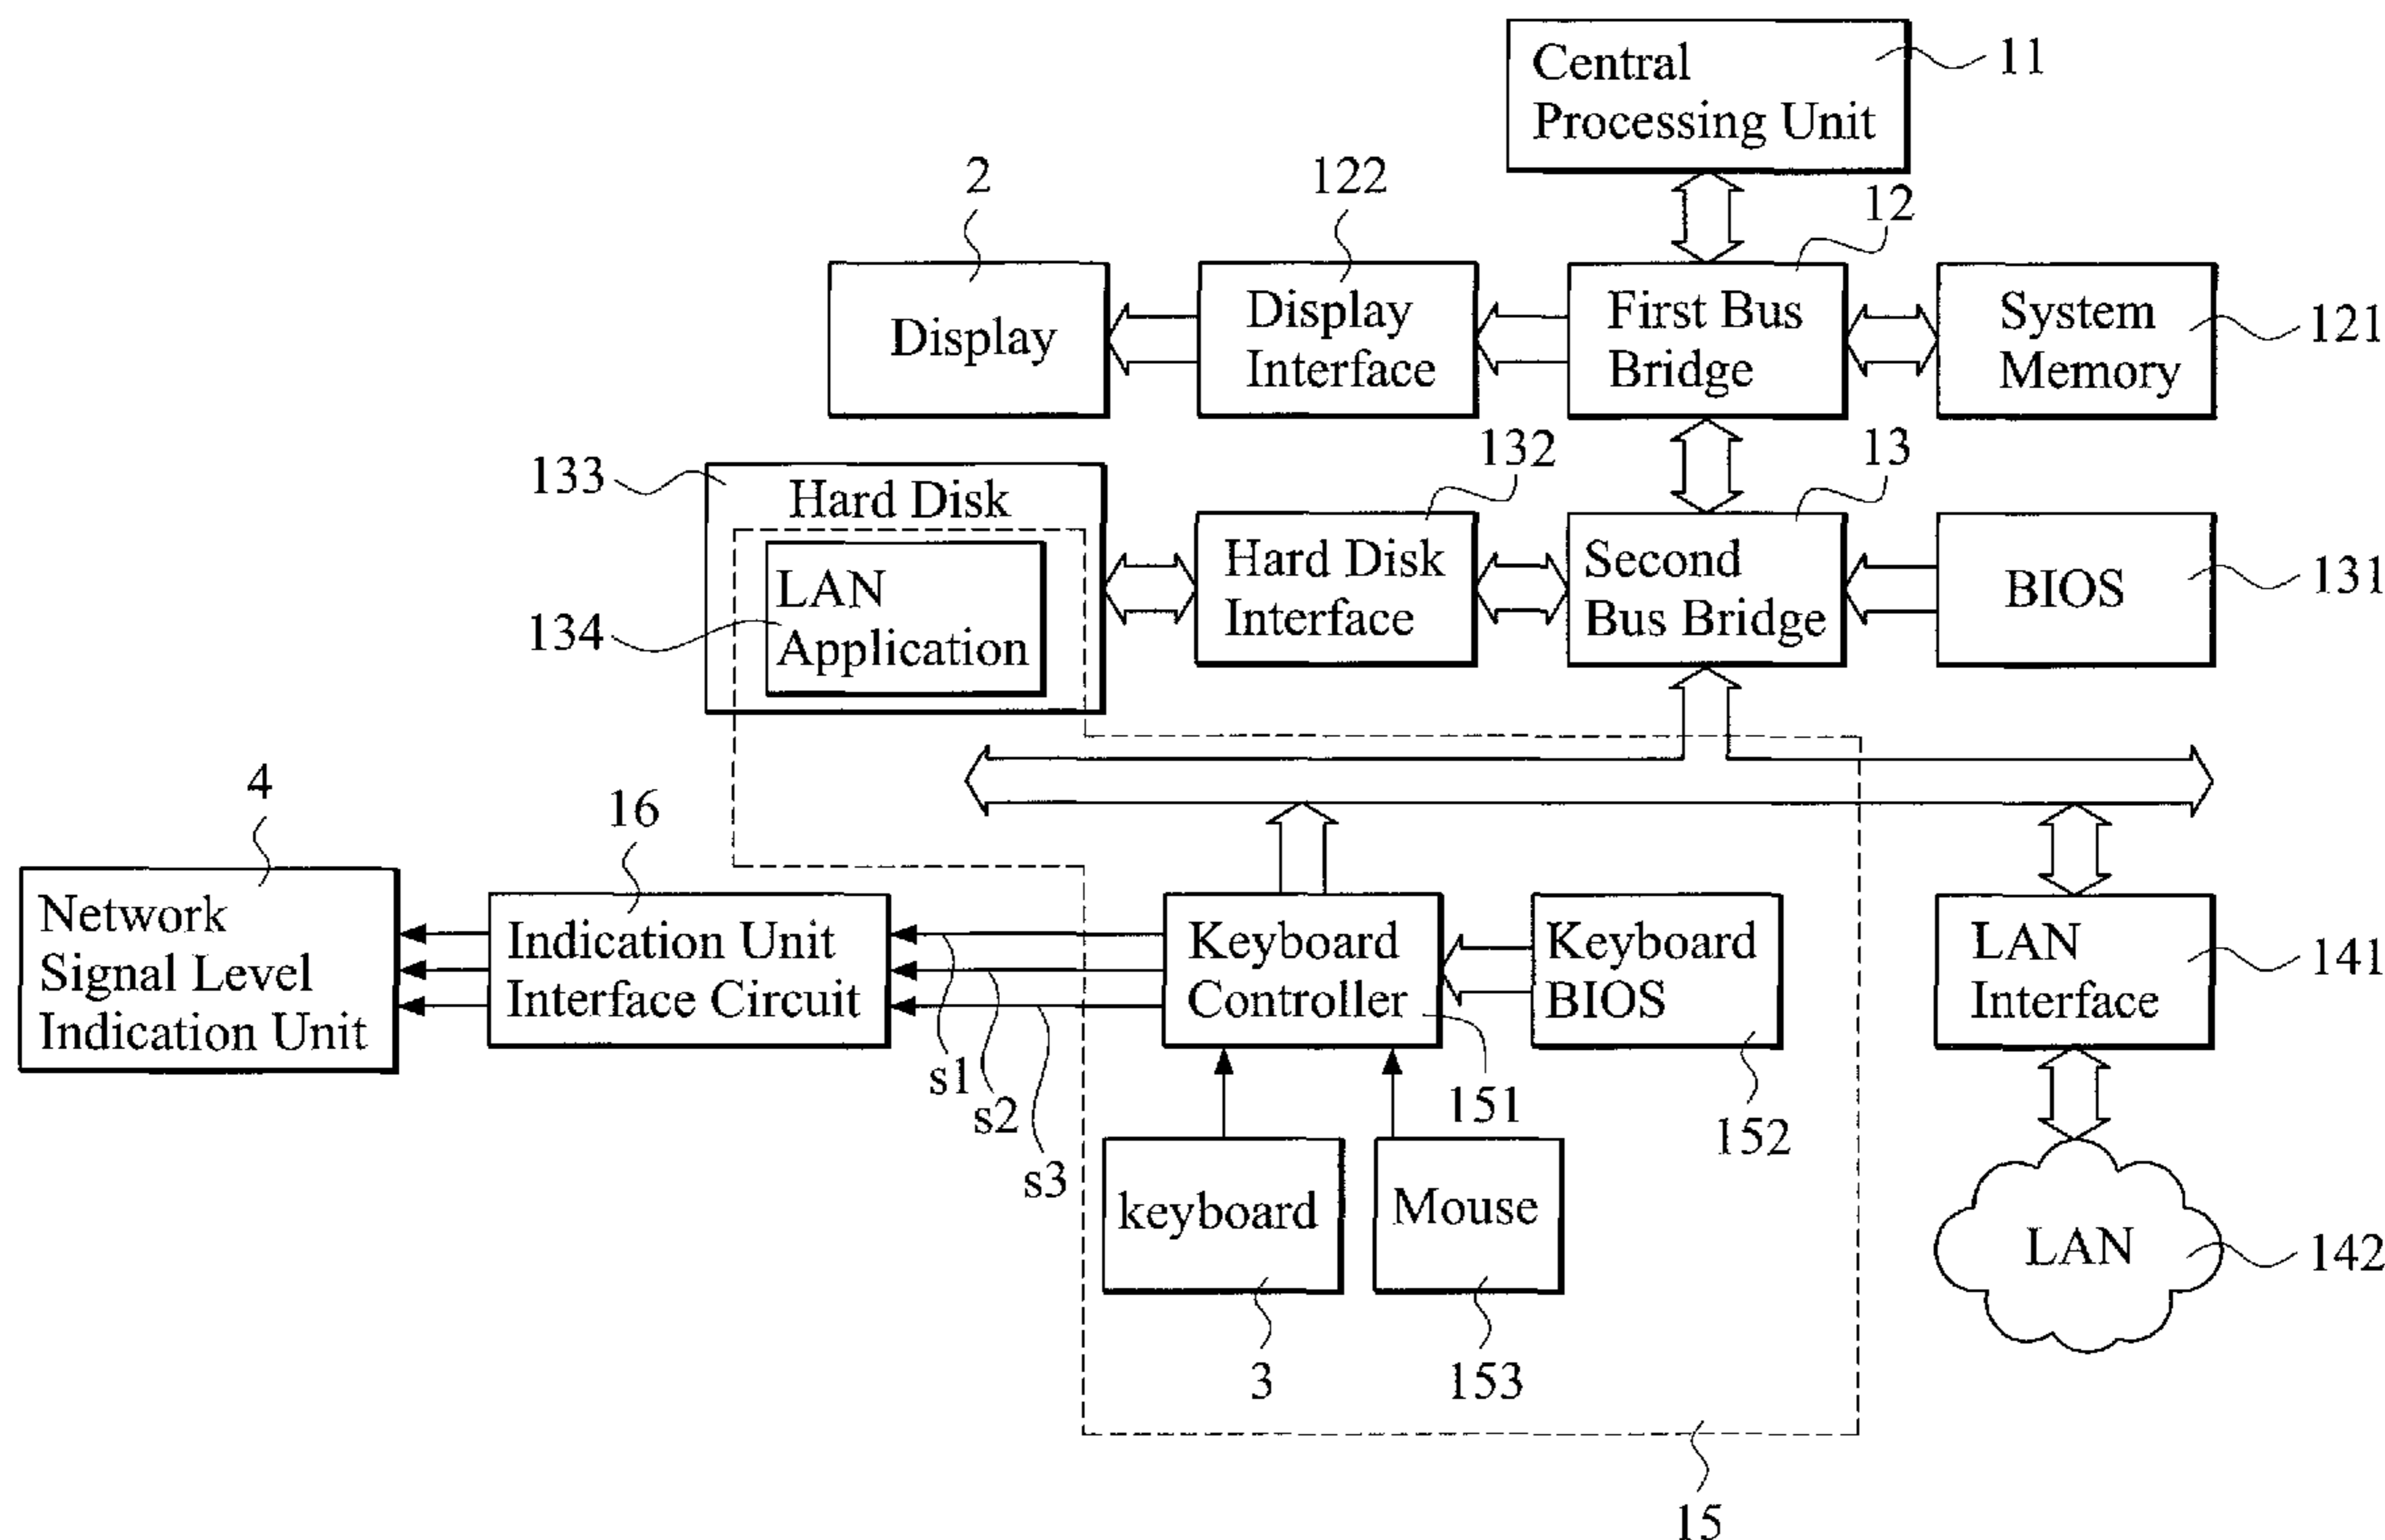 Central
Processing Unit
11
2
122
12
Display
Display
Interface
First Bus
Bridge
System
Memory
121
133
Hard Disk
132
13
LAN
Application
134
Hard Disk
Interface
Second
Bus Bridge
BIOS
131
4
16
Network
Signal Level
Indication Unit
Indication Unit
Interface Circuit
Keyboard
Controller
Keyboard
BIOS
LAN
Interface
141
s1
s2
s3
151
152
keyboard
Mouse
LAN
142
3
153
15